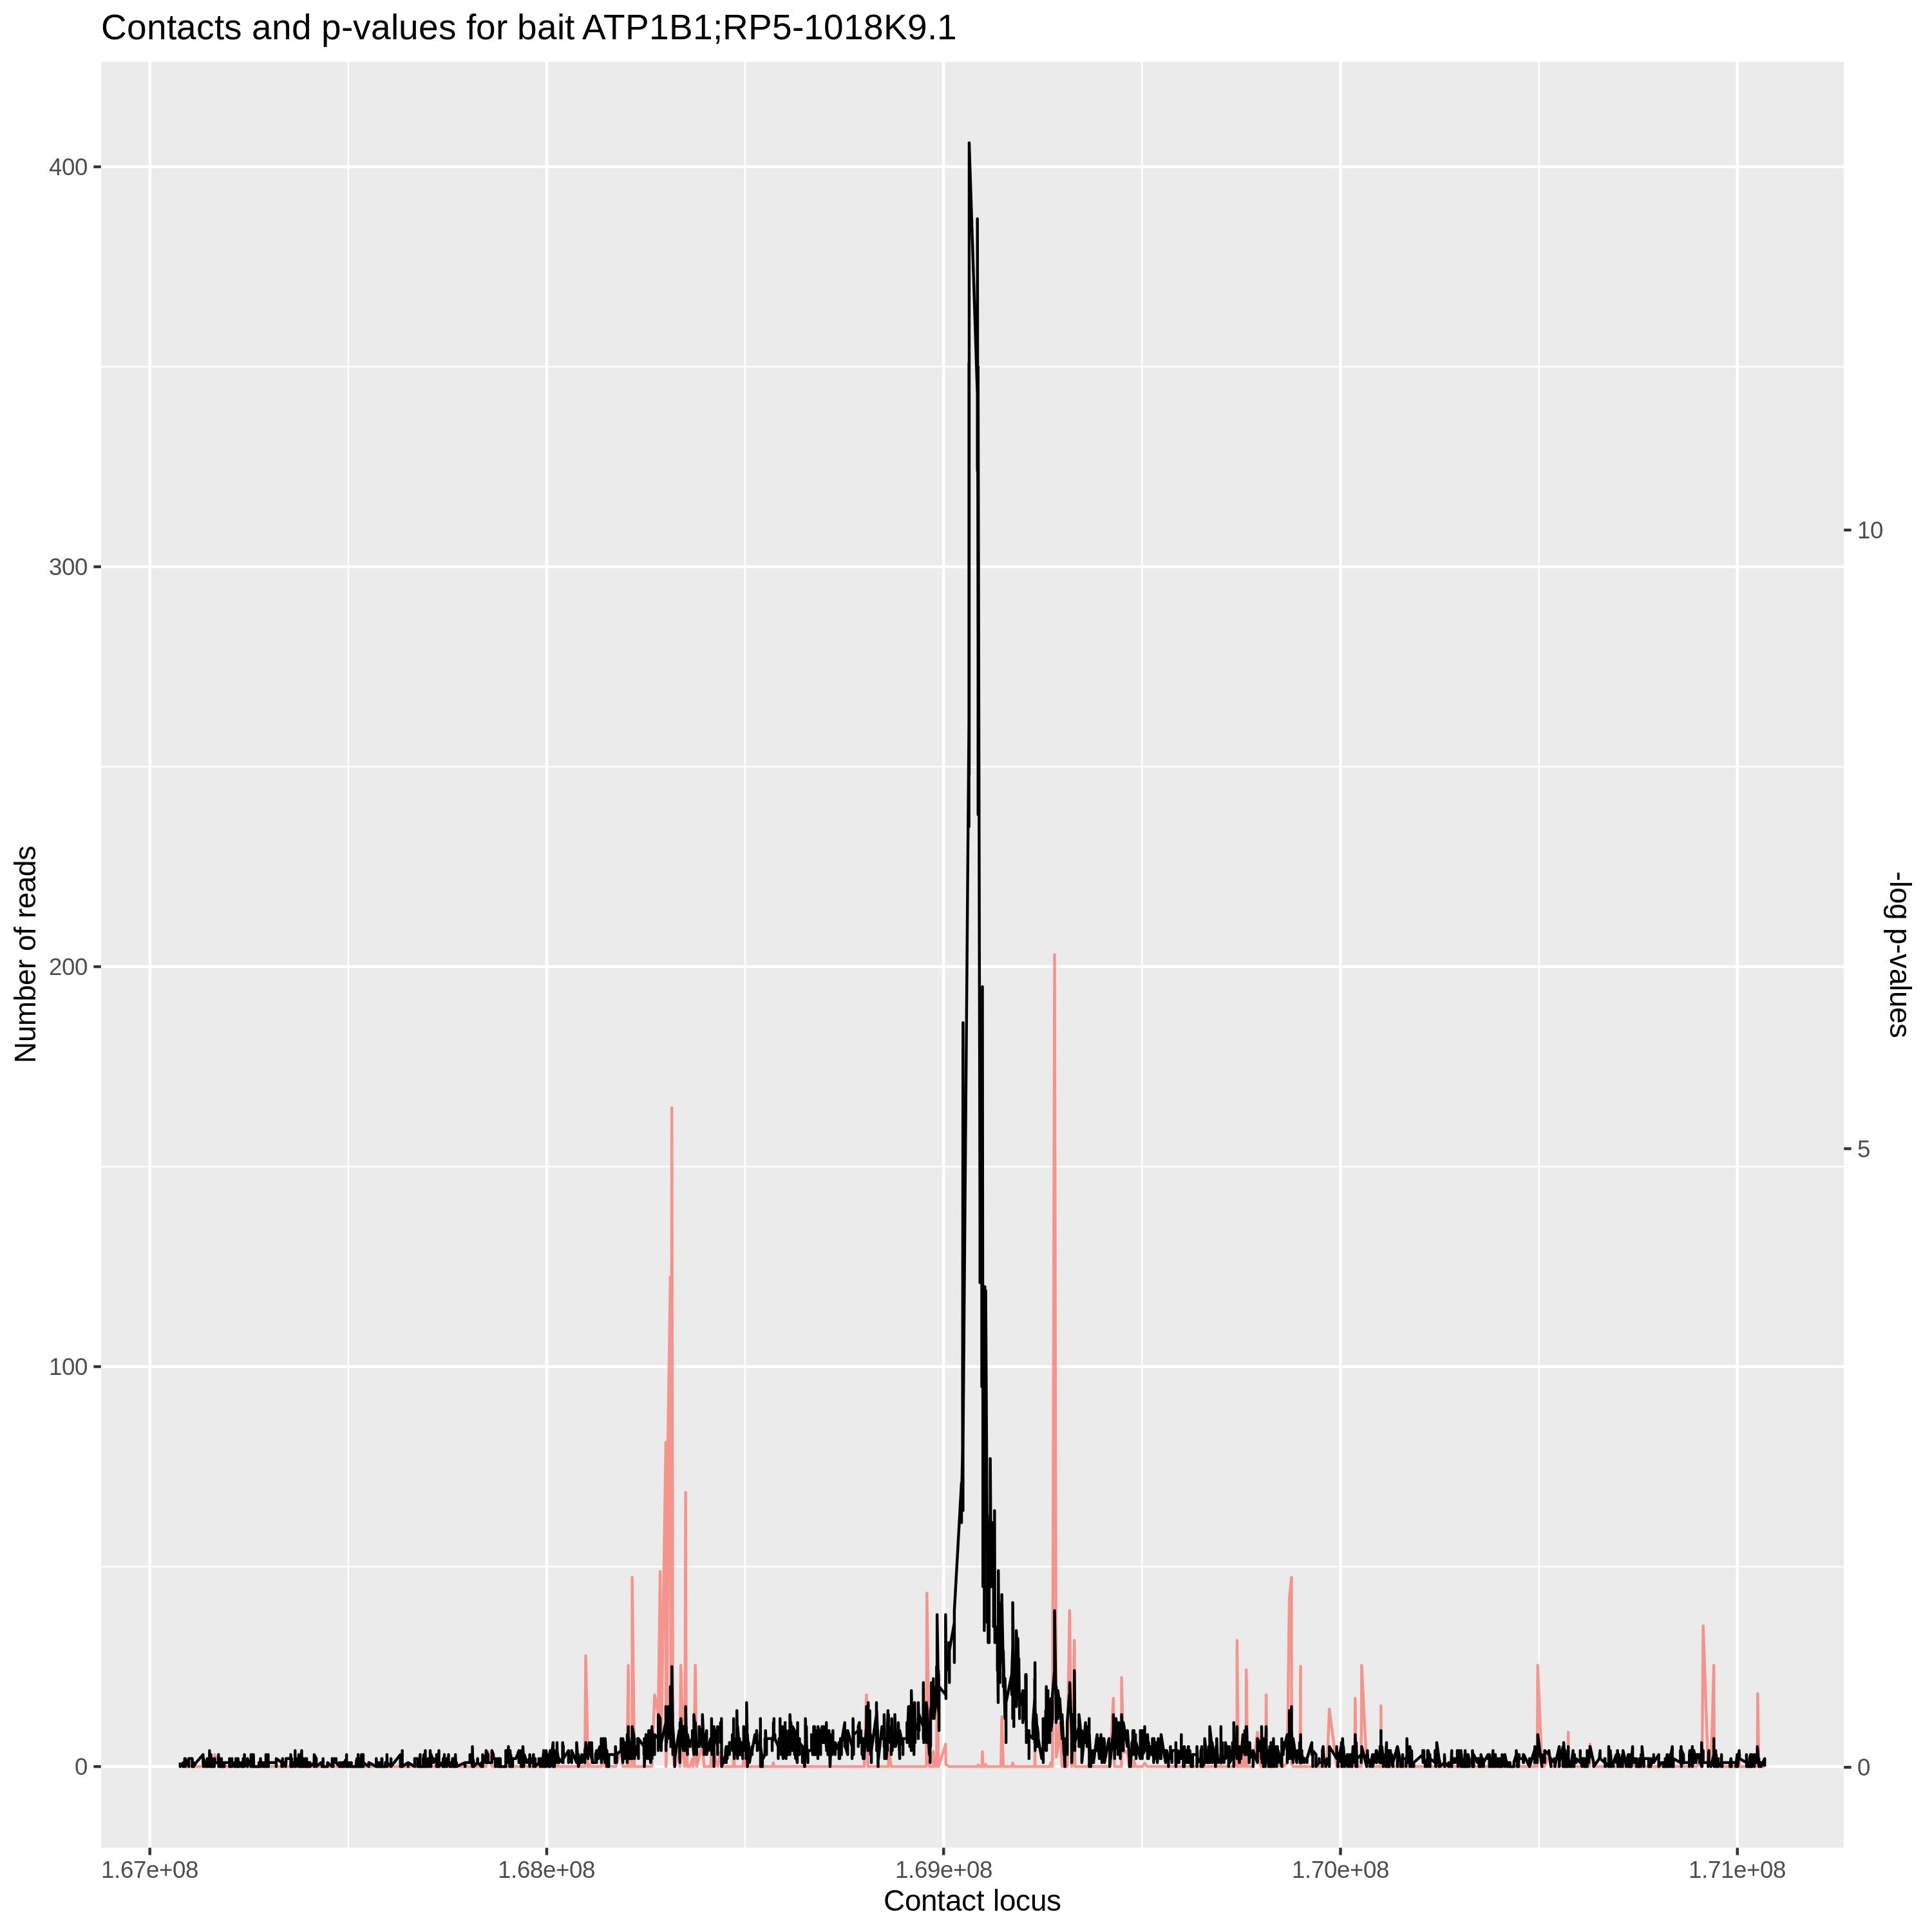 Contacts and p-values for bait ATP1B1;RP5-1018K9.1
400
300
200
100
0
Number of reads
10
5
0
-log p-values
1.67e+08
1.68e+08
1.69e+08
1.70e+08
1.71e+08
Contact locus